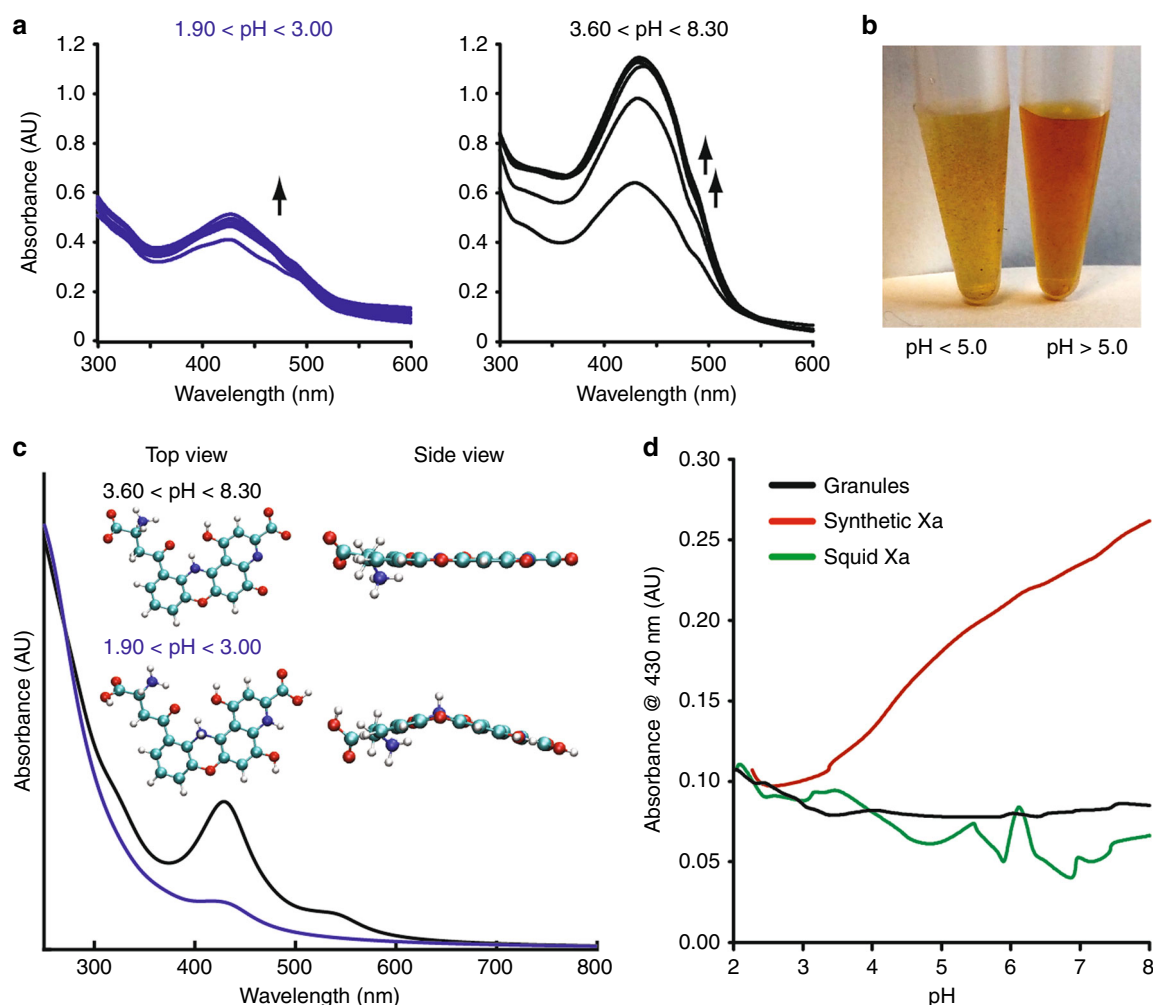 a
1.90 < pH < 3.00
1.2
1.0
0.8
0.6
0.4
0.2
0
300
400
500
600
Absorbance (AU)
Wavelength (nm)
3.60 < pH < 8.30
1.2
1.0
0.8
0.6
0.4
0.2
0
300
400
500
600
Wavelength (nm)
b
pH < 5.0
pH > 5.0
c
Top view
Side view
3.60 < pH < 8.30
1.90 < pH < 3.00
Absorbance (AU)
300
400
500
600
700
800
Wavelength (nm)
d
0.30
0.25
0.20
0.15
0.10
0.05
0.00
Absorbance @ 430 nm (AU)
Granules
Synthetic Xa
Squid Xa
2
3
4
5
6
7
8
pH